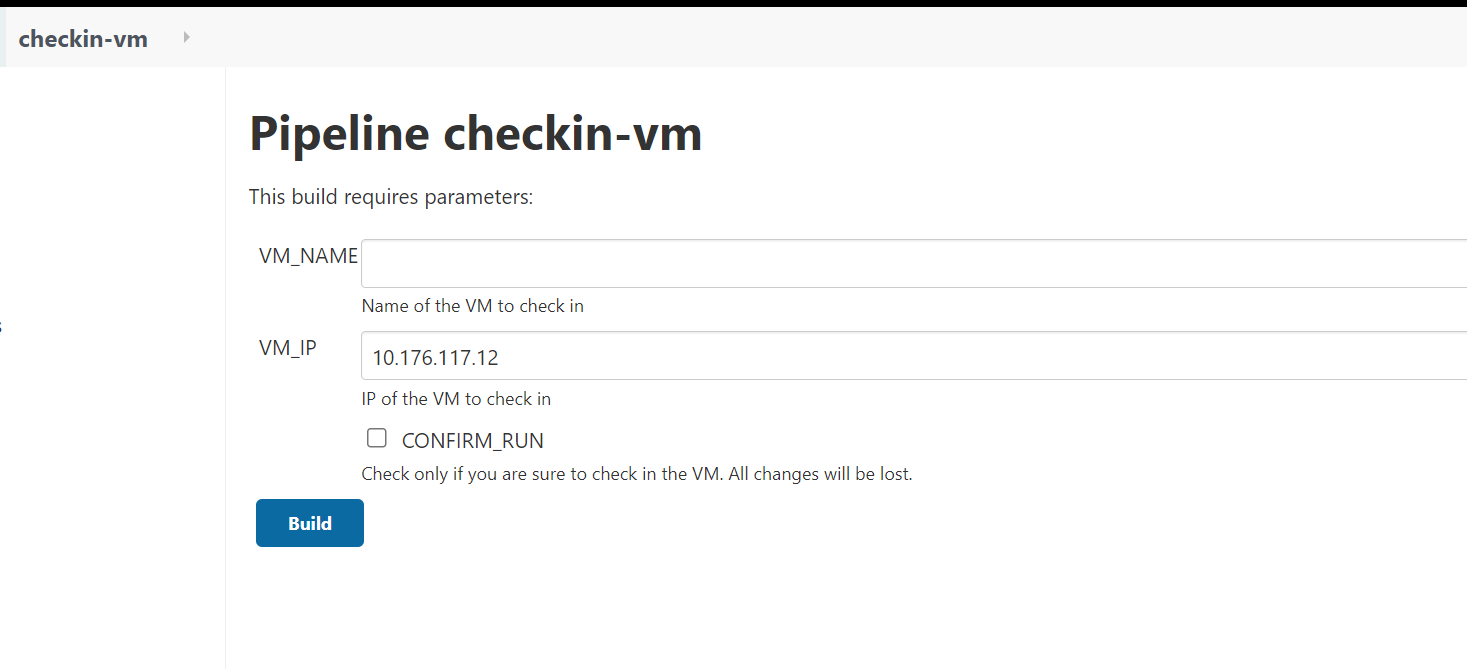 checkin-vm
Pipeline checkin-vm
This build requires parameters:
VM_NAME
Name of the VM to check in
VM_IP
10.176.117.12
IP of the VM to check in
CONFIRM_RUN
Check only if you are sure to check in the VM. All changes will be lost.
Build